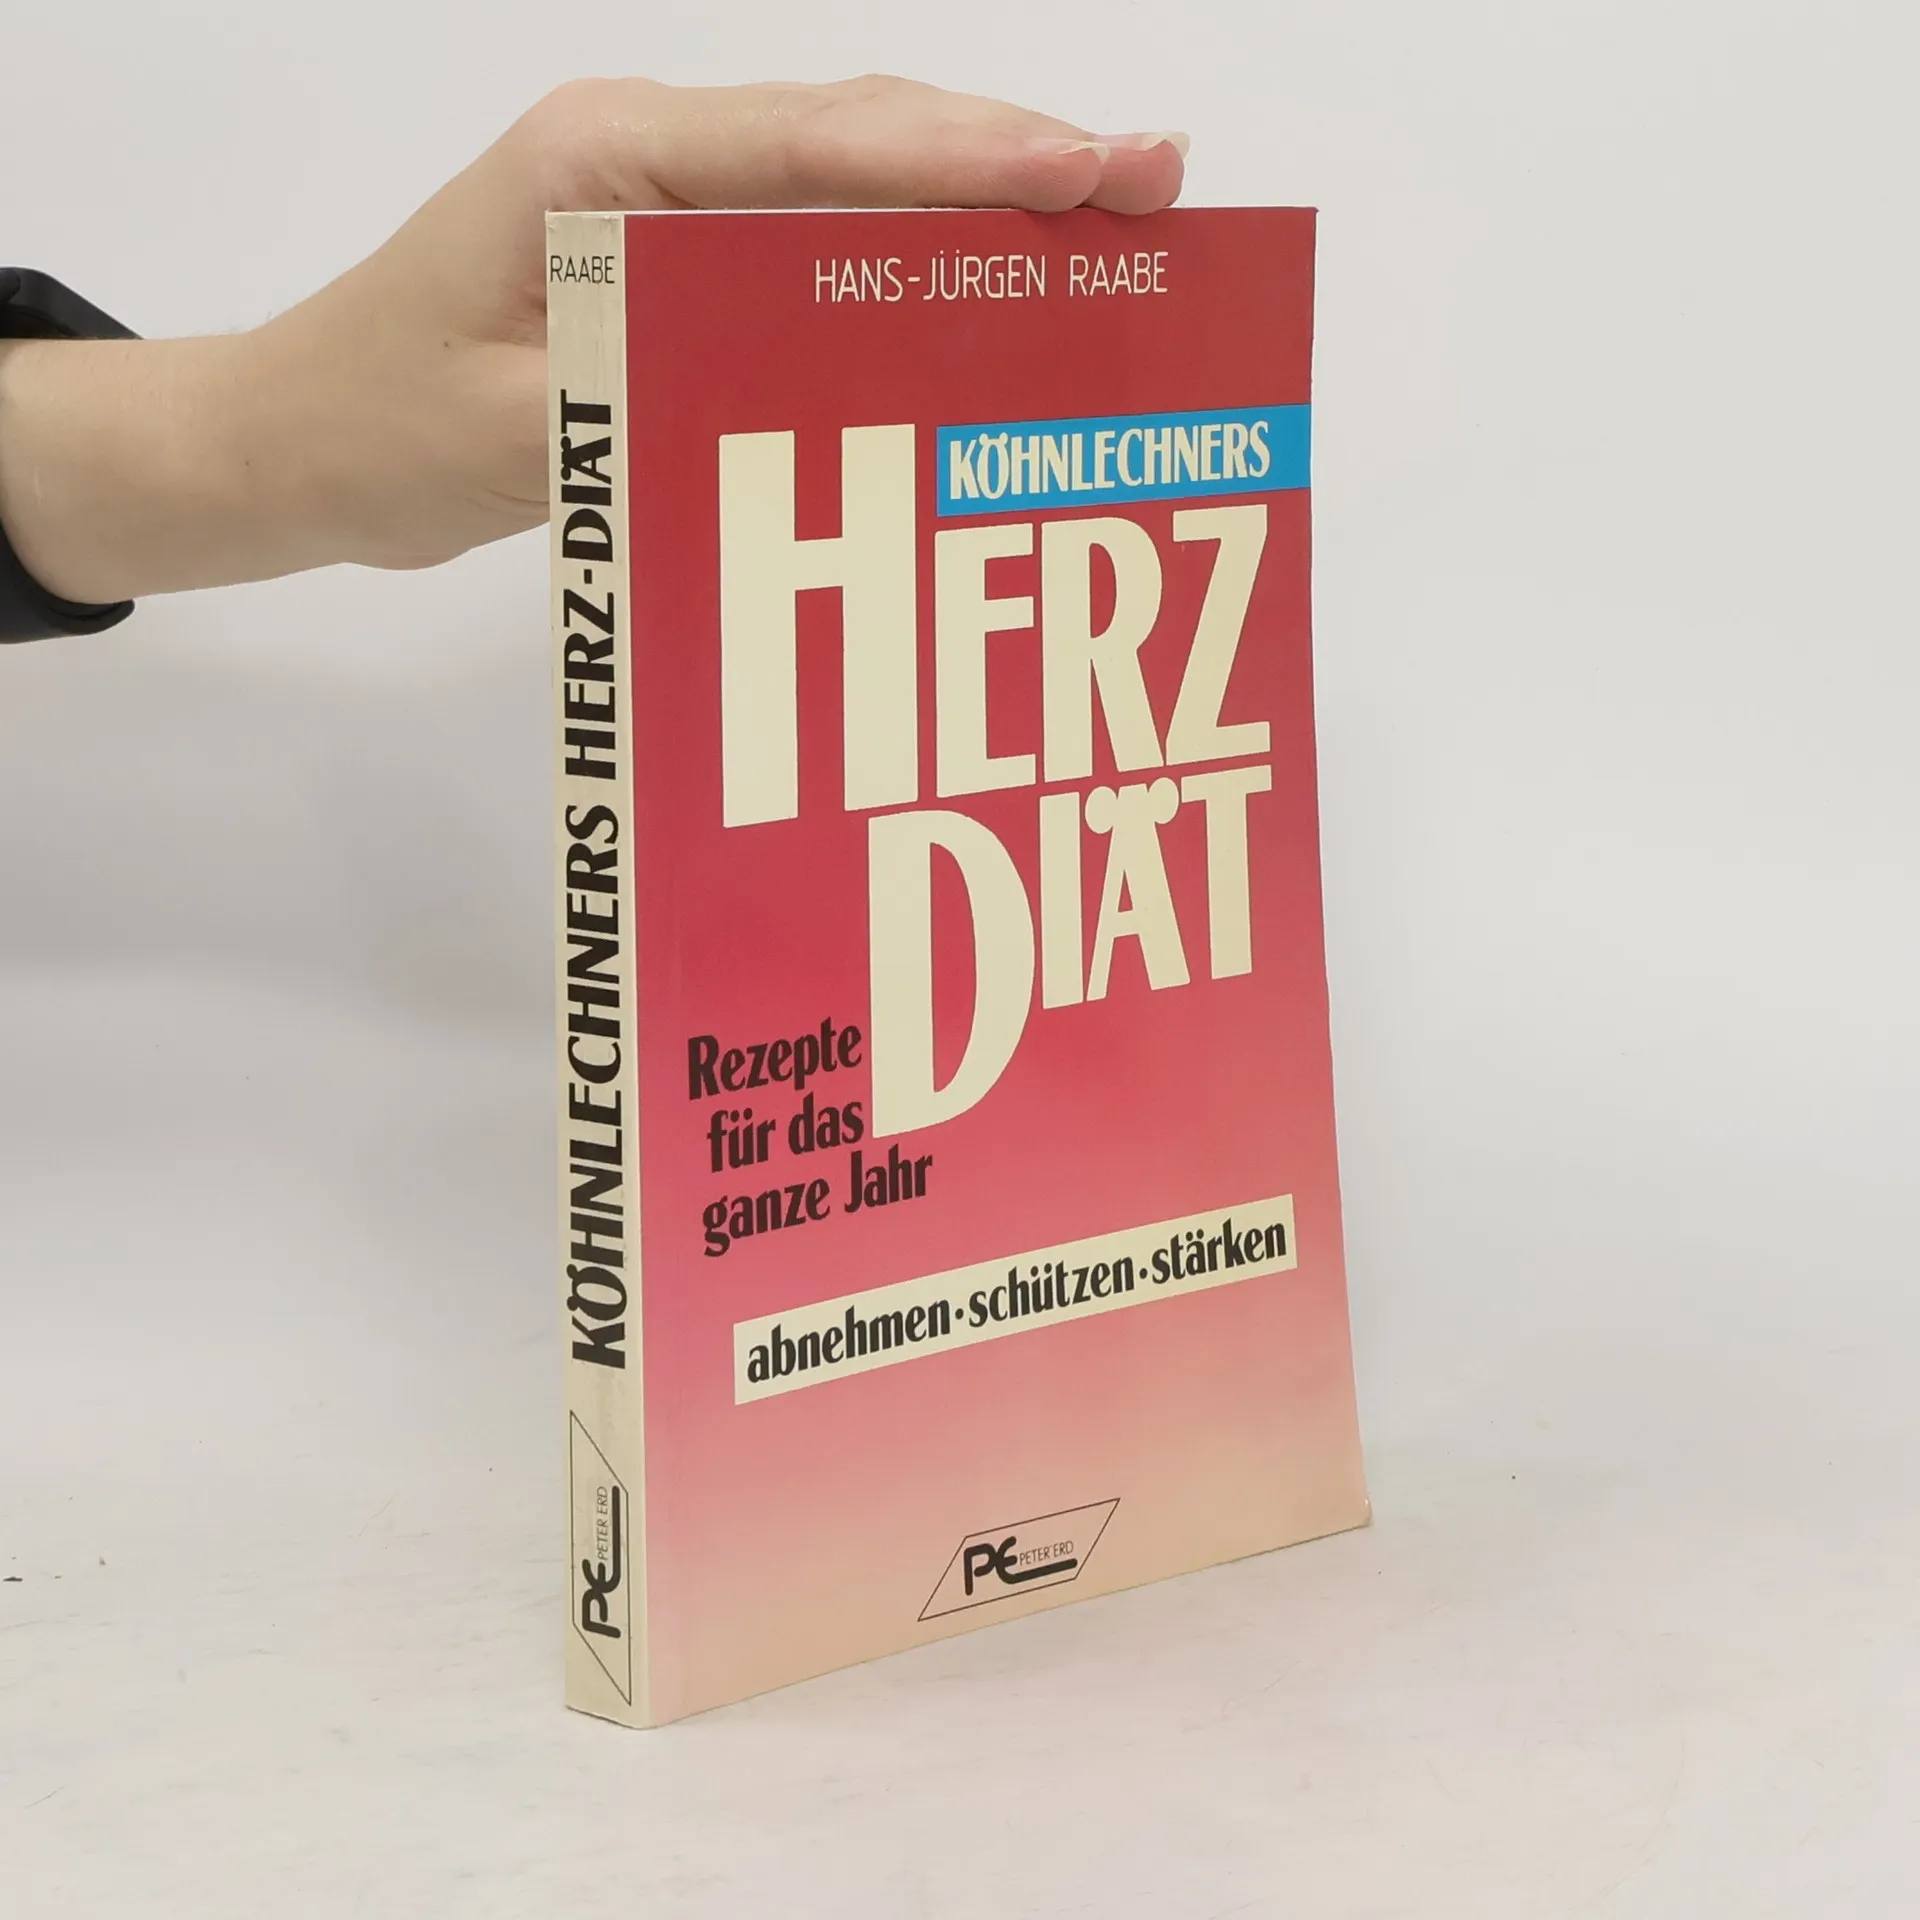 RAABE
KÖHNLECHNERS HERZ-DIÄT
PE PETER ERD
HANS-JÜRGEN RAABE
KÖHNLECHNERS
HERZ
DIÄT
Rezepte
für das
ganze Jahr
abnehmen·schützen·stärken
PE PETER ERD